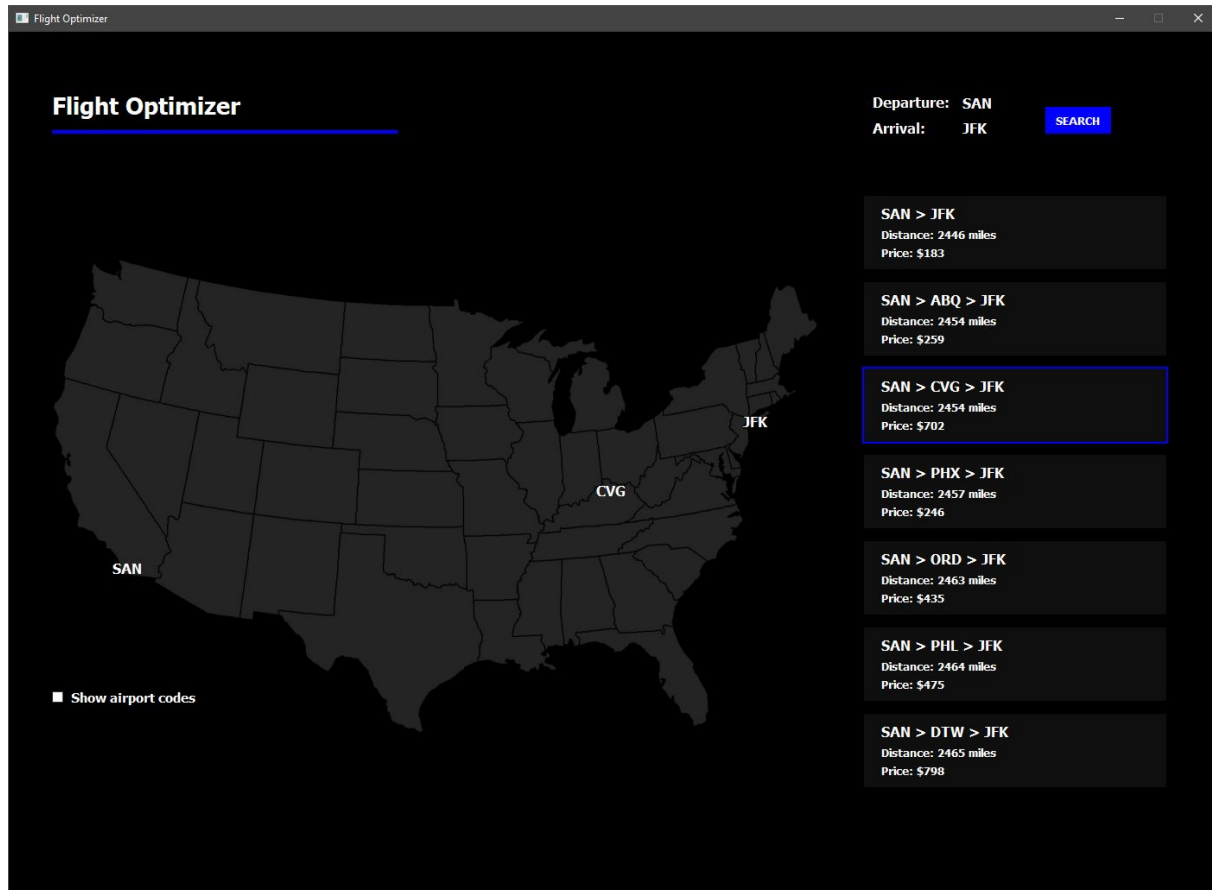 Flight Optimizer
Flight Optimizer
Departure: SAN
Arrival: JFK
SEARCH
SAN > JFK
Distance: 2446 miles
Price: $183
SAN > ABQ > JFK
Distance: 2454 miles
Price: $259
SAN > CVG > JFK
Distance: 2454 miles
Price: $702
SAN > PHX > JFK
Distance: 2457 miles
Price: $246
SAN > ORD > JFK
Distance: 2463 miles
Price: $435
SAN > PHL > JFK
Distance: 2464 miles
Price: $475
SAN > DTW > JFK
Distance: 2465 miles
Price: $798
JFK
CVG
SAN
Show airport codes